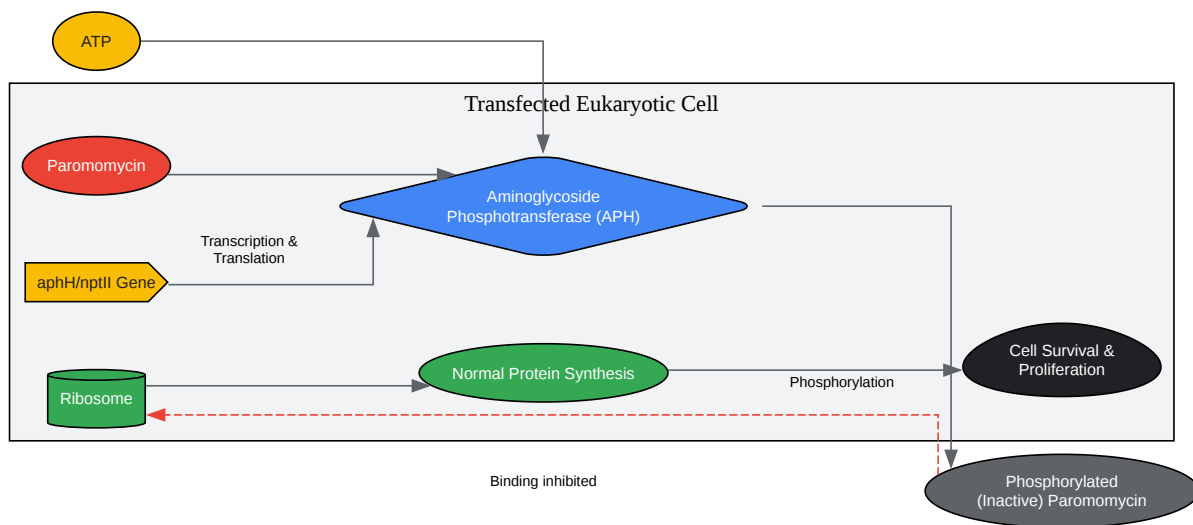 ATP
Transfected Eukaryotic Cell
Paromomycin
Aminoglycoside
Phosphotransferase (APH)
Transcription &
Translation
aphH/nptII Gene
Cell Survival &
Proliferation
Normal Protein Synthesis
Phosphorylation
Ribosome
Binding inhibited
Phosphorylated
(Inactive) Paromomycin